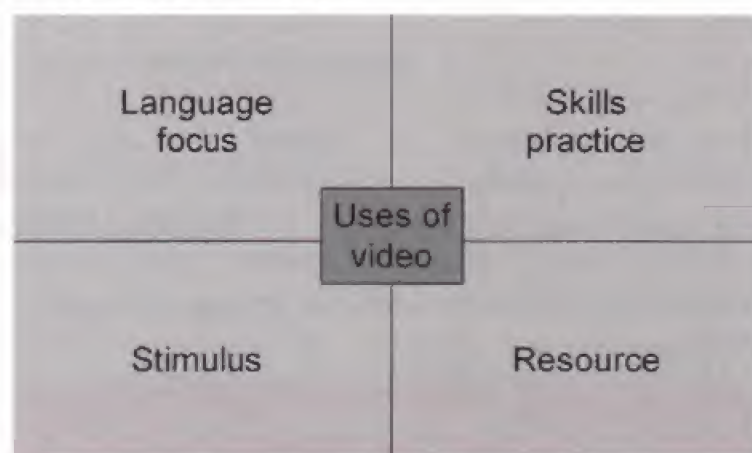 Language
focus
Skills
practice
Uses of
video
Stimulus
Resource